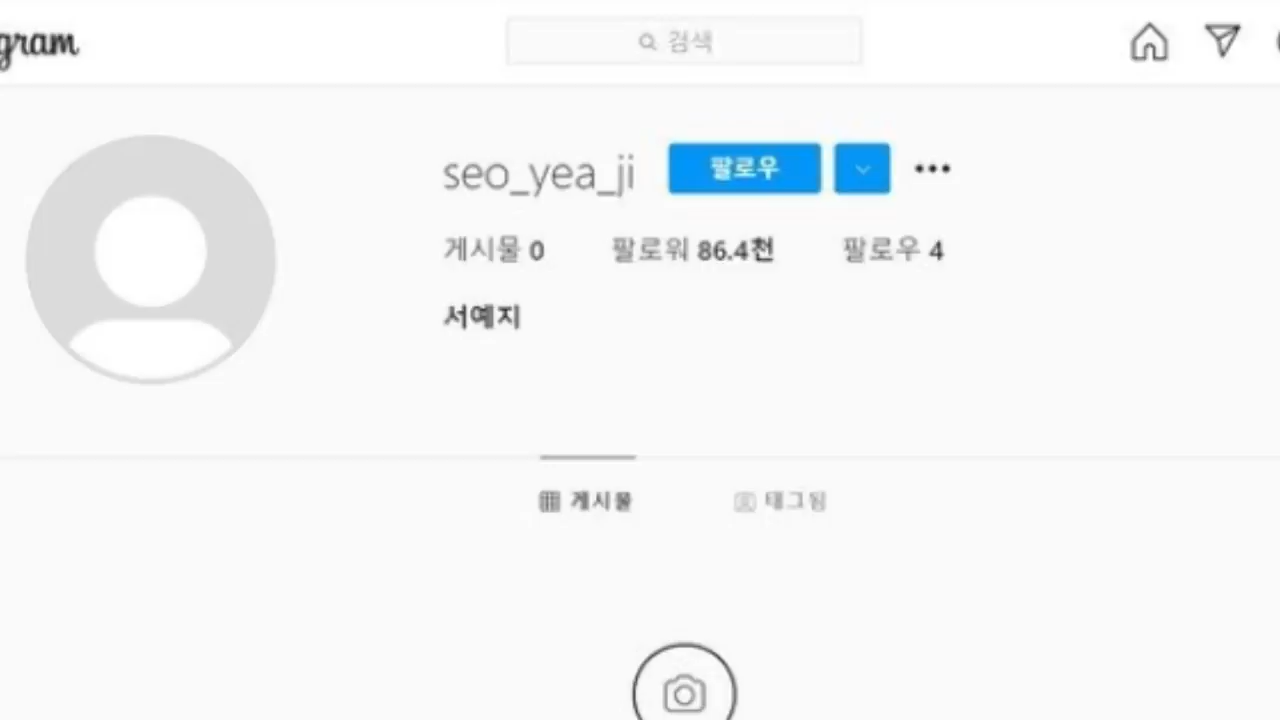 gram
검색
seo_yea_ji 팔로우
게시물 0 팔로워 86.4천 팔로우 4
서예지
게시물 태그됨